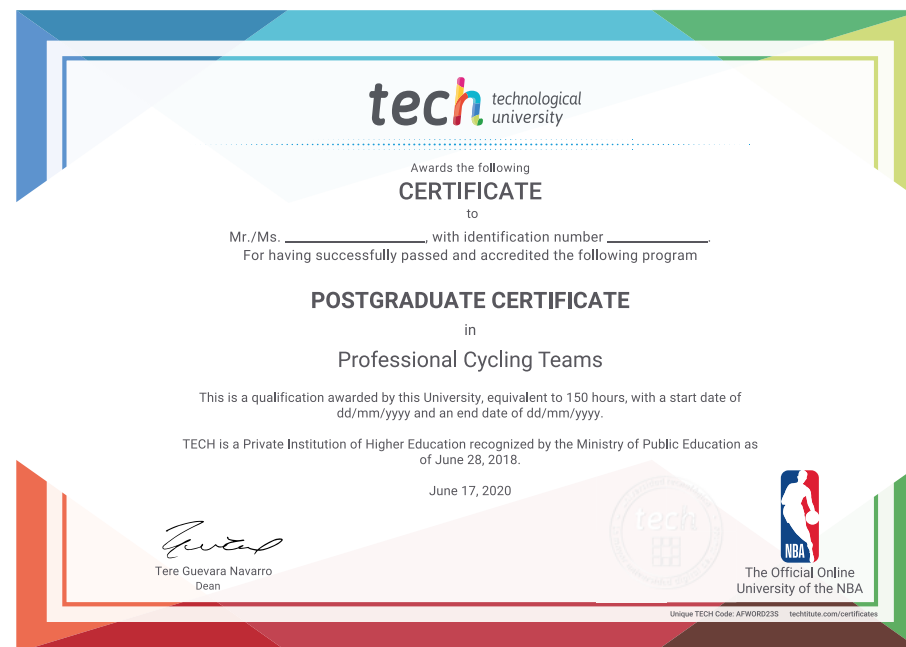 tech technological
university
Awards the following
CERTIFICATE
to
Mr./Ms. ____________, with identification number ____________.
For having successfully passed and accredited the following program
POSTGRADUATE CERTIFICATE
in
Professional Cycling Teams
This is a qualification awarded by this University, equivalent to 150 hours, with a start date of
dd/mm/yyyy and an end date of dd/mm/yyyy.
TECH is a Private Institution of Higher Education recognized by the Ministry of Public Education as
of June 28, 2018.
June 17, 2020
tech
NBA
Tere Guevara Navarro
Dean
The Official Online
University of the NBA
Unique TECH Code: AFWORD23S techtitute.com/certificates